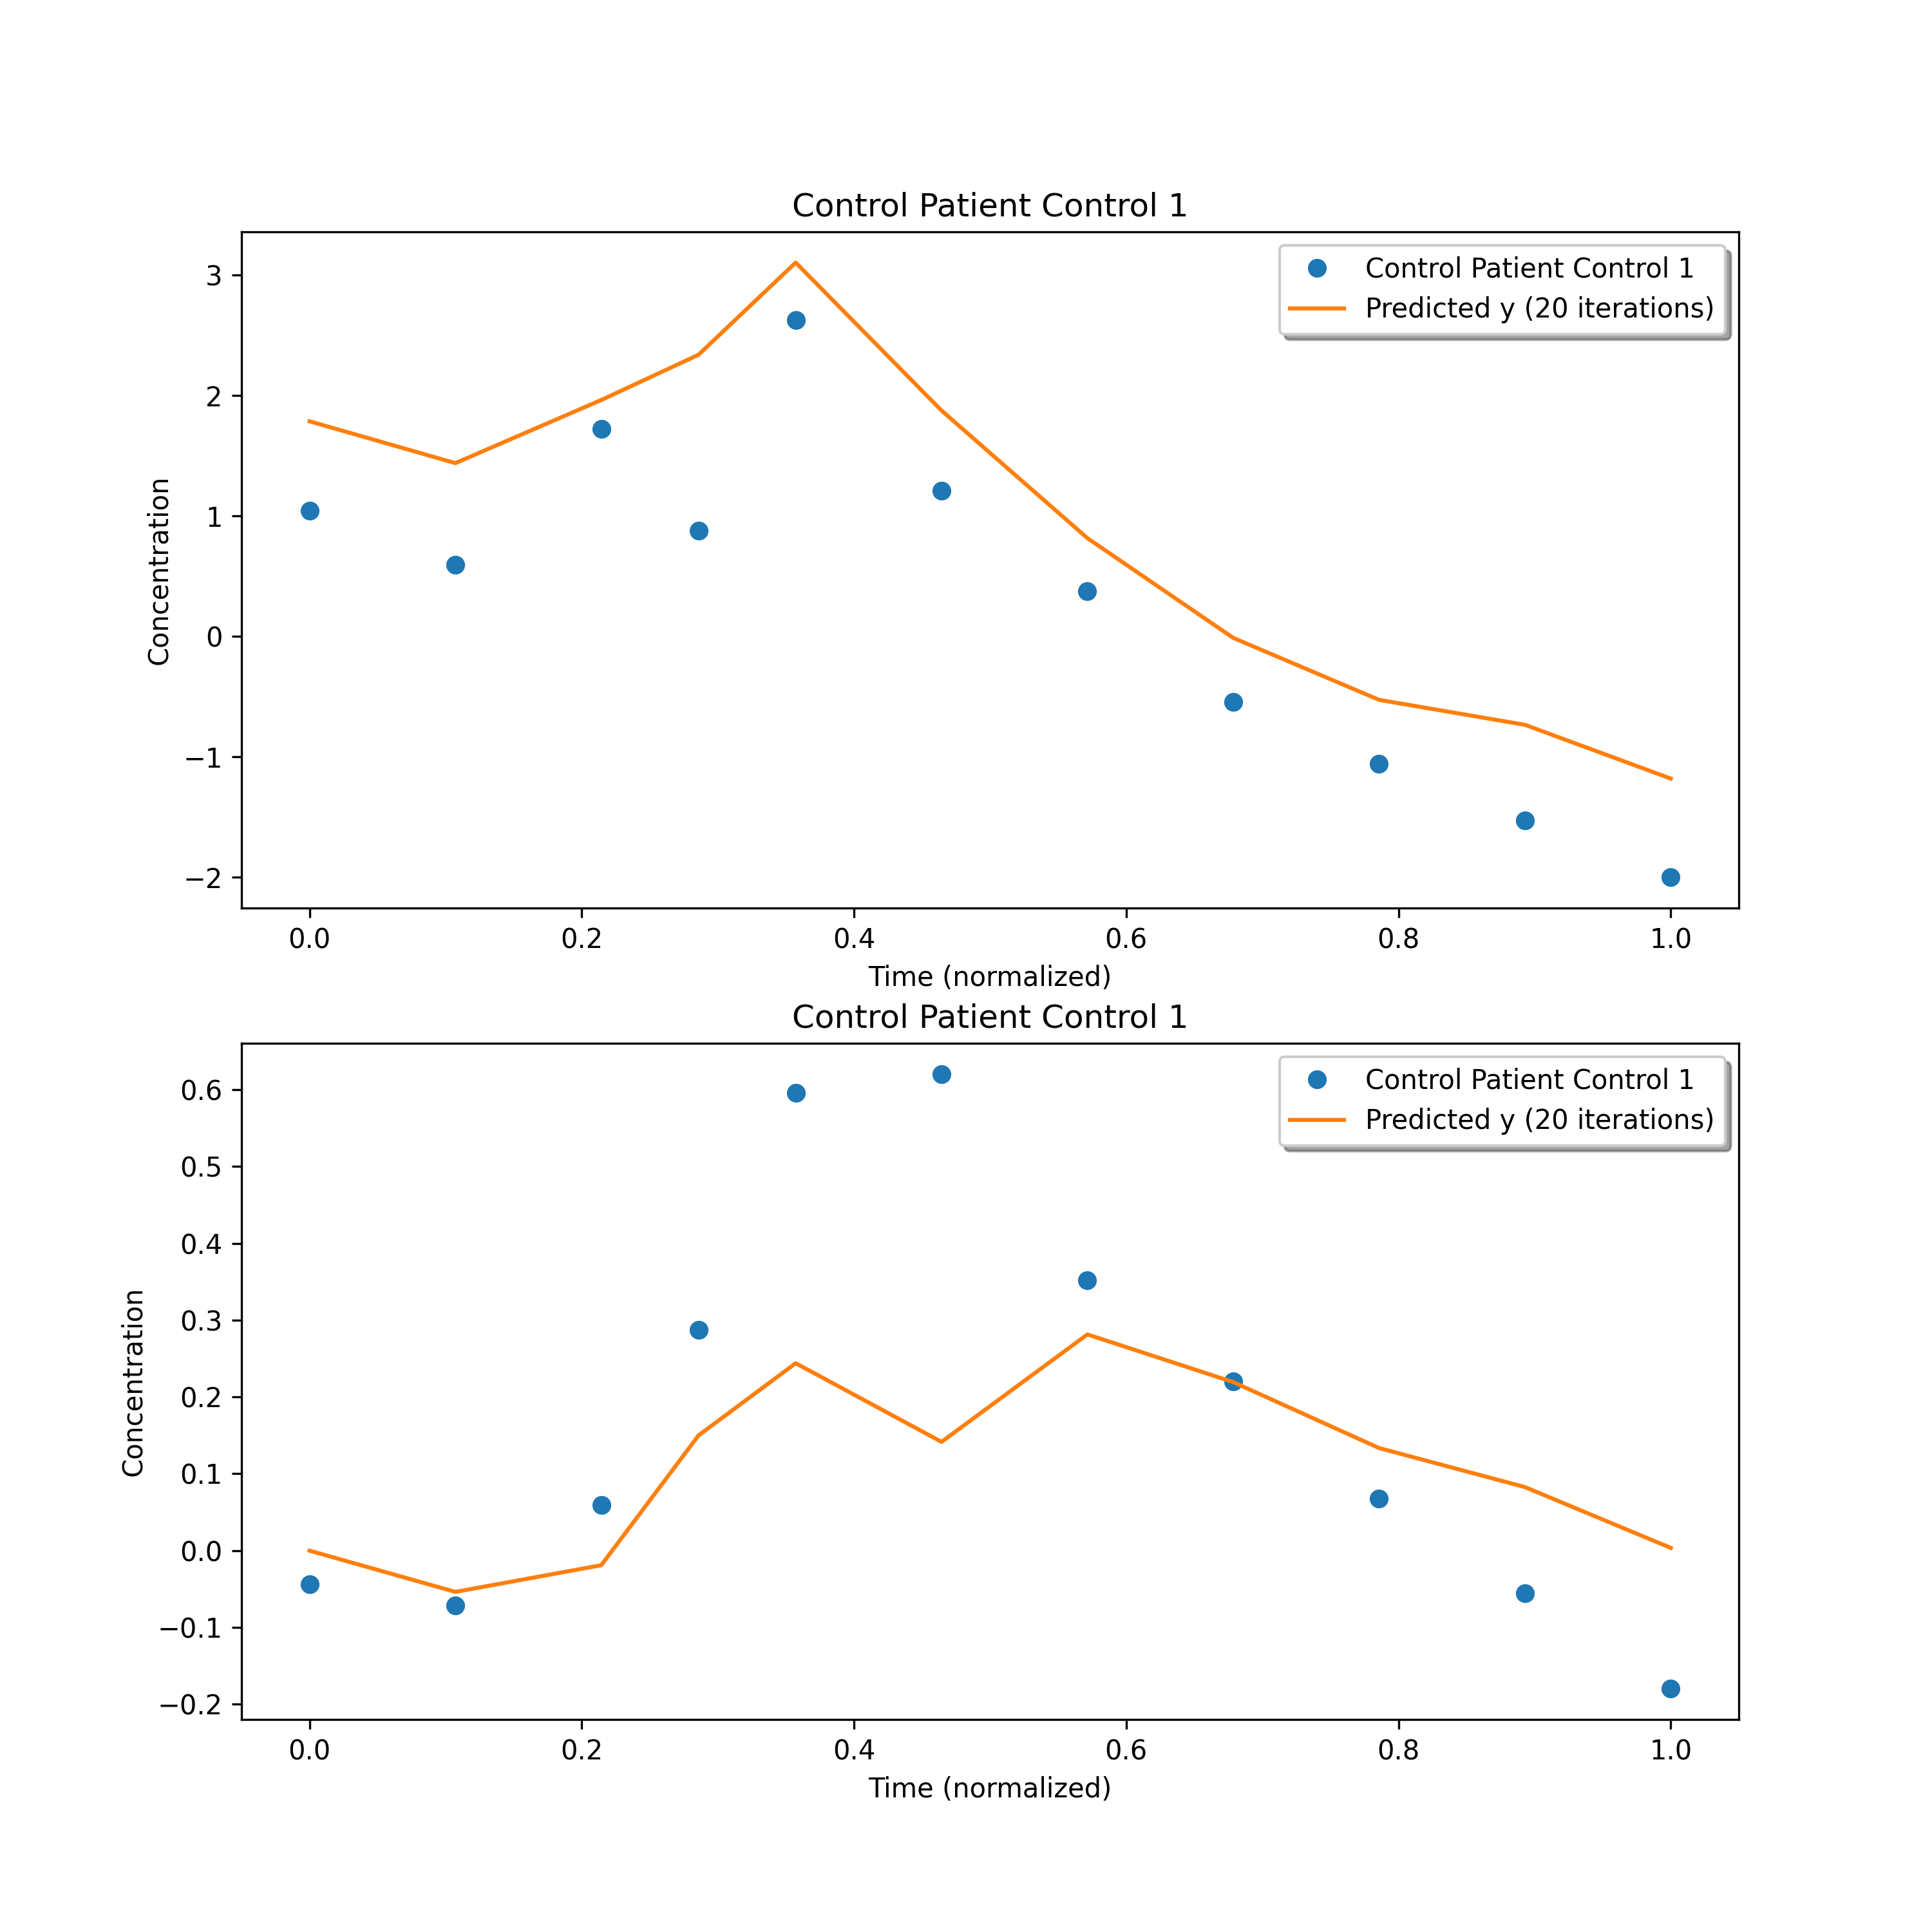 Control Patient Control 1
Control Patient Control 1
Predicted y (20 iterations)
3
2
1
0
−1
−2
Concentration
0.0 0.2 0.4 0.6 0.8 1.0
Time (normalized)
Control Patient Control 1
Control Patient Control 1
Predicted y (20 iterations)
0.6
0.5
0.4
0.3
0.2
0.1
0.0
−0.1
−0.2
Concentration
0.0 0.2 0.4 0.6 0.8 1.0
Time (normalized)